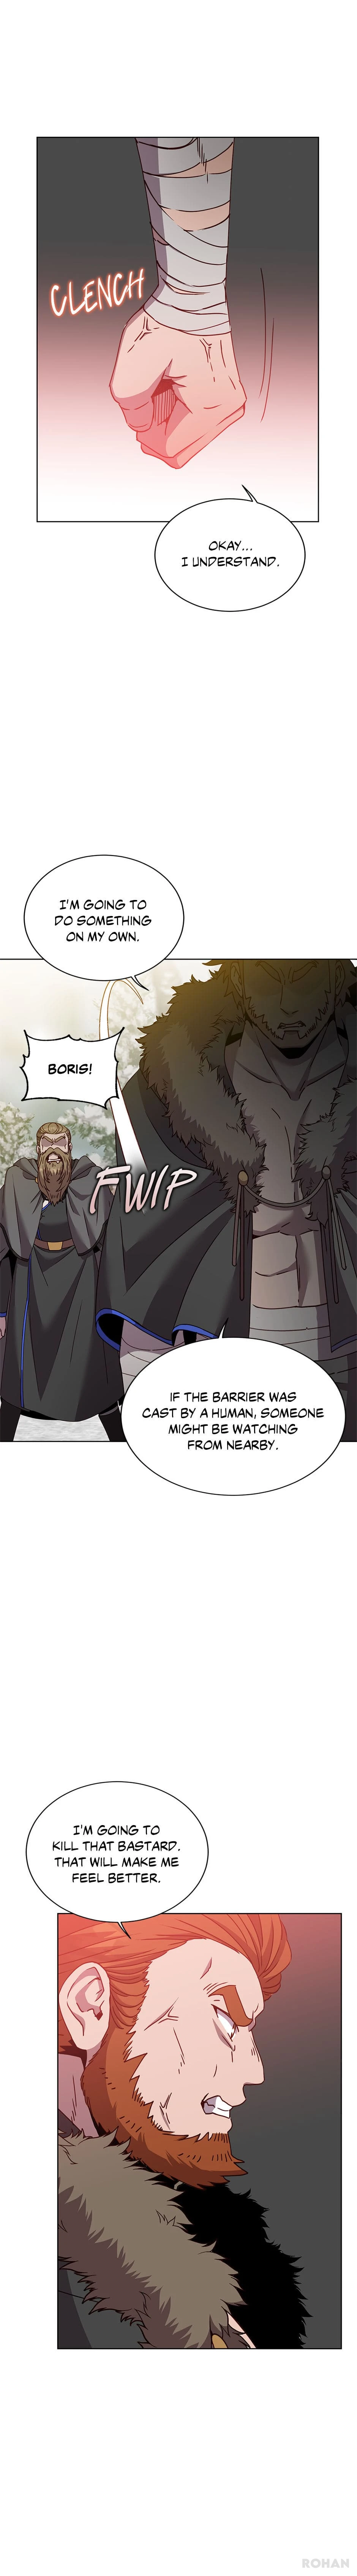 CLENCH
OKAY...
I UNDERSTAND.
I'M GOING TO
DO SOMETHING
ON MY OWN.
BORIS!
FWIP
IF THE BARRIER WAS
CAST BY A HUMAN, SOMEONE
MIGHT BE WATCHING
FROM NEARBY.
I'M GOING TO
KILL THAT BASTARD.
THAT WILL MAKE ME
FEEL BETTER.
ROHAN